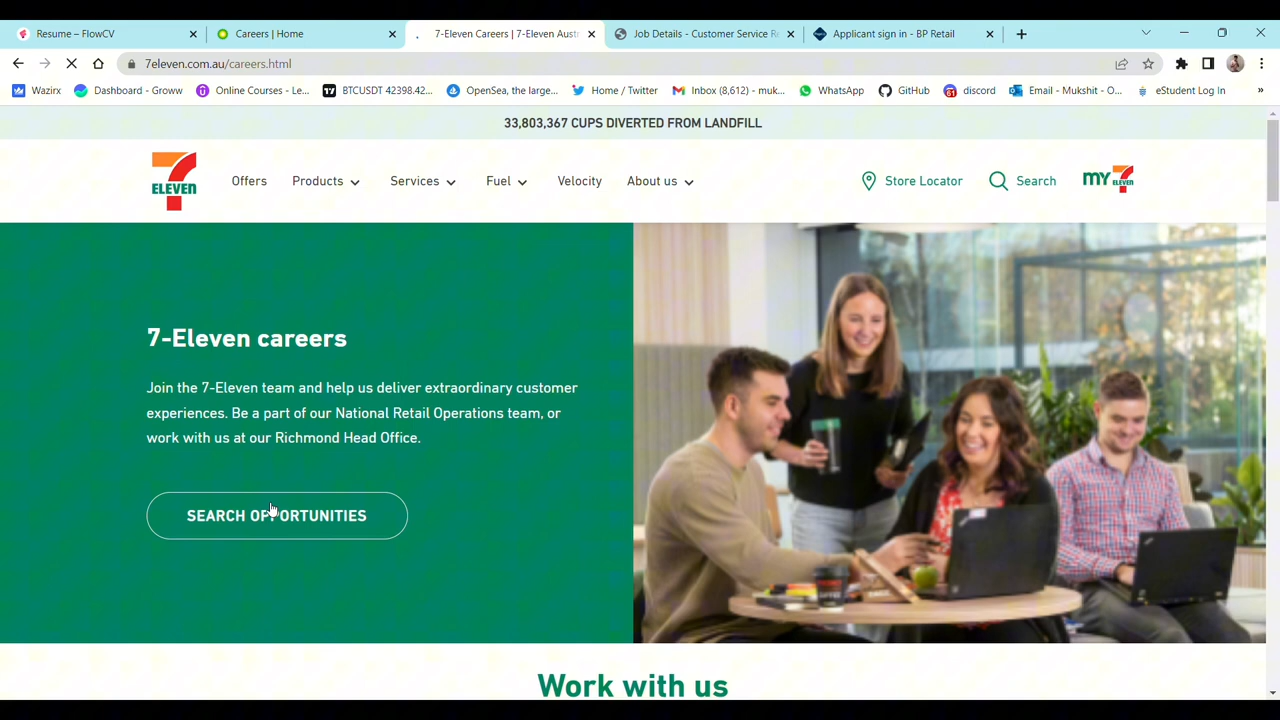 Resume – FlowCV
Careers | Home
7-Eleven Careers | 7-Eleven Austr
Job Details - Customer Service Re
Applicant sign in - BP Retail
7eleven.com.au/careers.html
Wazirx
Dashboard - Groww
Online Courses - Le...
BTCUSDT 42398.42...
OpenSea, the large...
Home / Twitter
Inbox (8,612) - muk...
WhatsApp
GitHub
discord
Email - Mukshit - O...
eStudent Log In
33,803,367 CUPS DIVERTED FROM LANDFILL
7 ELEVEN
Offers
Products
Services
Fuel
Velocity
About us
Store Locator
Search
MY 7 ELEVEN
7-Eleven careers
Join the 7-Eleven team and help us deliver extraordinary customer
experiences. Be a part of our National Retail Operations team, or
work with us at our Richmond Head Office.
SEARCH OPPORTUNITIES
Work with us